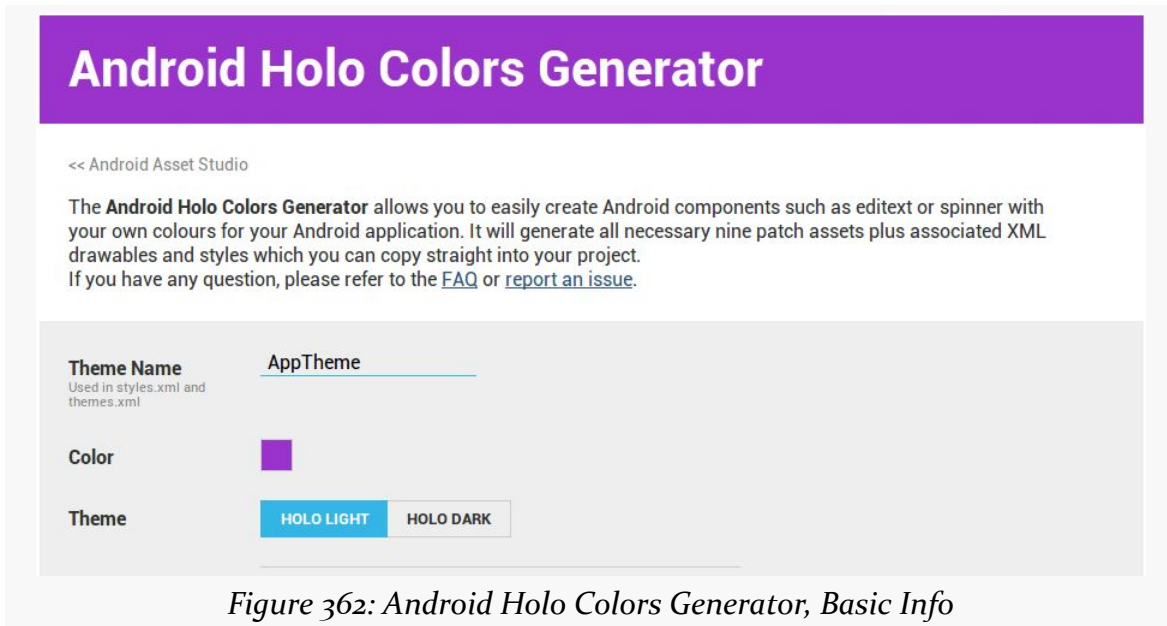 Android Holo Colors Generator
<< Android Asset Studio
The Android Holo Colors Generator allows you to easily create Android components such as editext or spinner with
your own colours for your Android application. It will generate all necessary nine patch assets plus associated XML
drawables and styles which you can copy straight into your project.
If you have any question, please refer to the FAQ or report an issue.
Theme Name
AppTheme
Used in styles.xml and
themes.xml
Color
Theme
HOLO LIGHT HOLO DARK
Figure 362: Android Holo Colors Generator, Basic Info